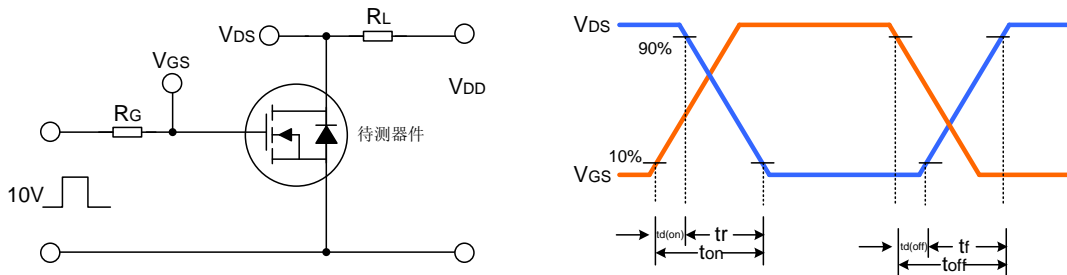 RL
VDS
VGS
VDD
RG
待测器件
10V
VDS
90%
10%
VGS
td(on)
tr
ton
td(off)
tf
toff